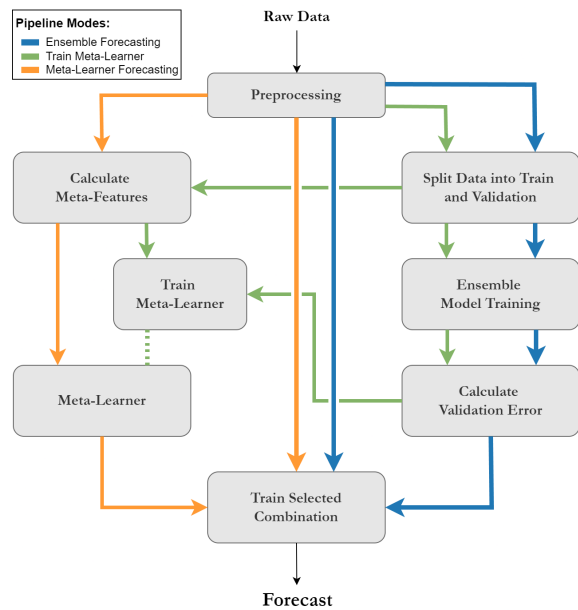 Raw Data
Pipeline Modes:
Ensemble Forecasting
Train Meta-Learner
Meta-Learner Forecasting
Preprocessing
Calculate
Meta-Features
Split Data into Train
and Validation
Train
Meta-Learner
Ensemble
Model Training
Meta-Learner
Calculate
Validation Error
Train Selected
Combination
Forecast